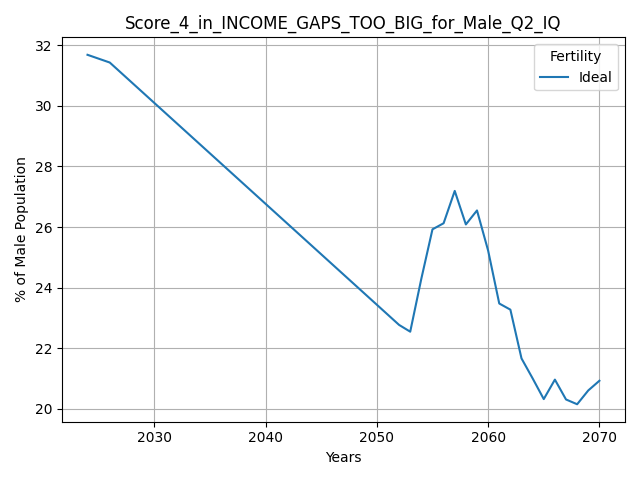 Score_4_in_INCOME_GAPS_TOO_BIG_for_Male_Q2_IQ
Fertility
Ideal
% of Male Population
32
30
28
26
24
22
20
2030 2040 2050 2060 2070
Years